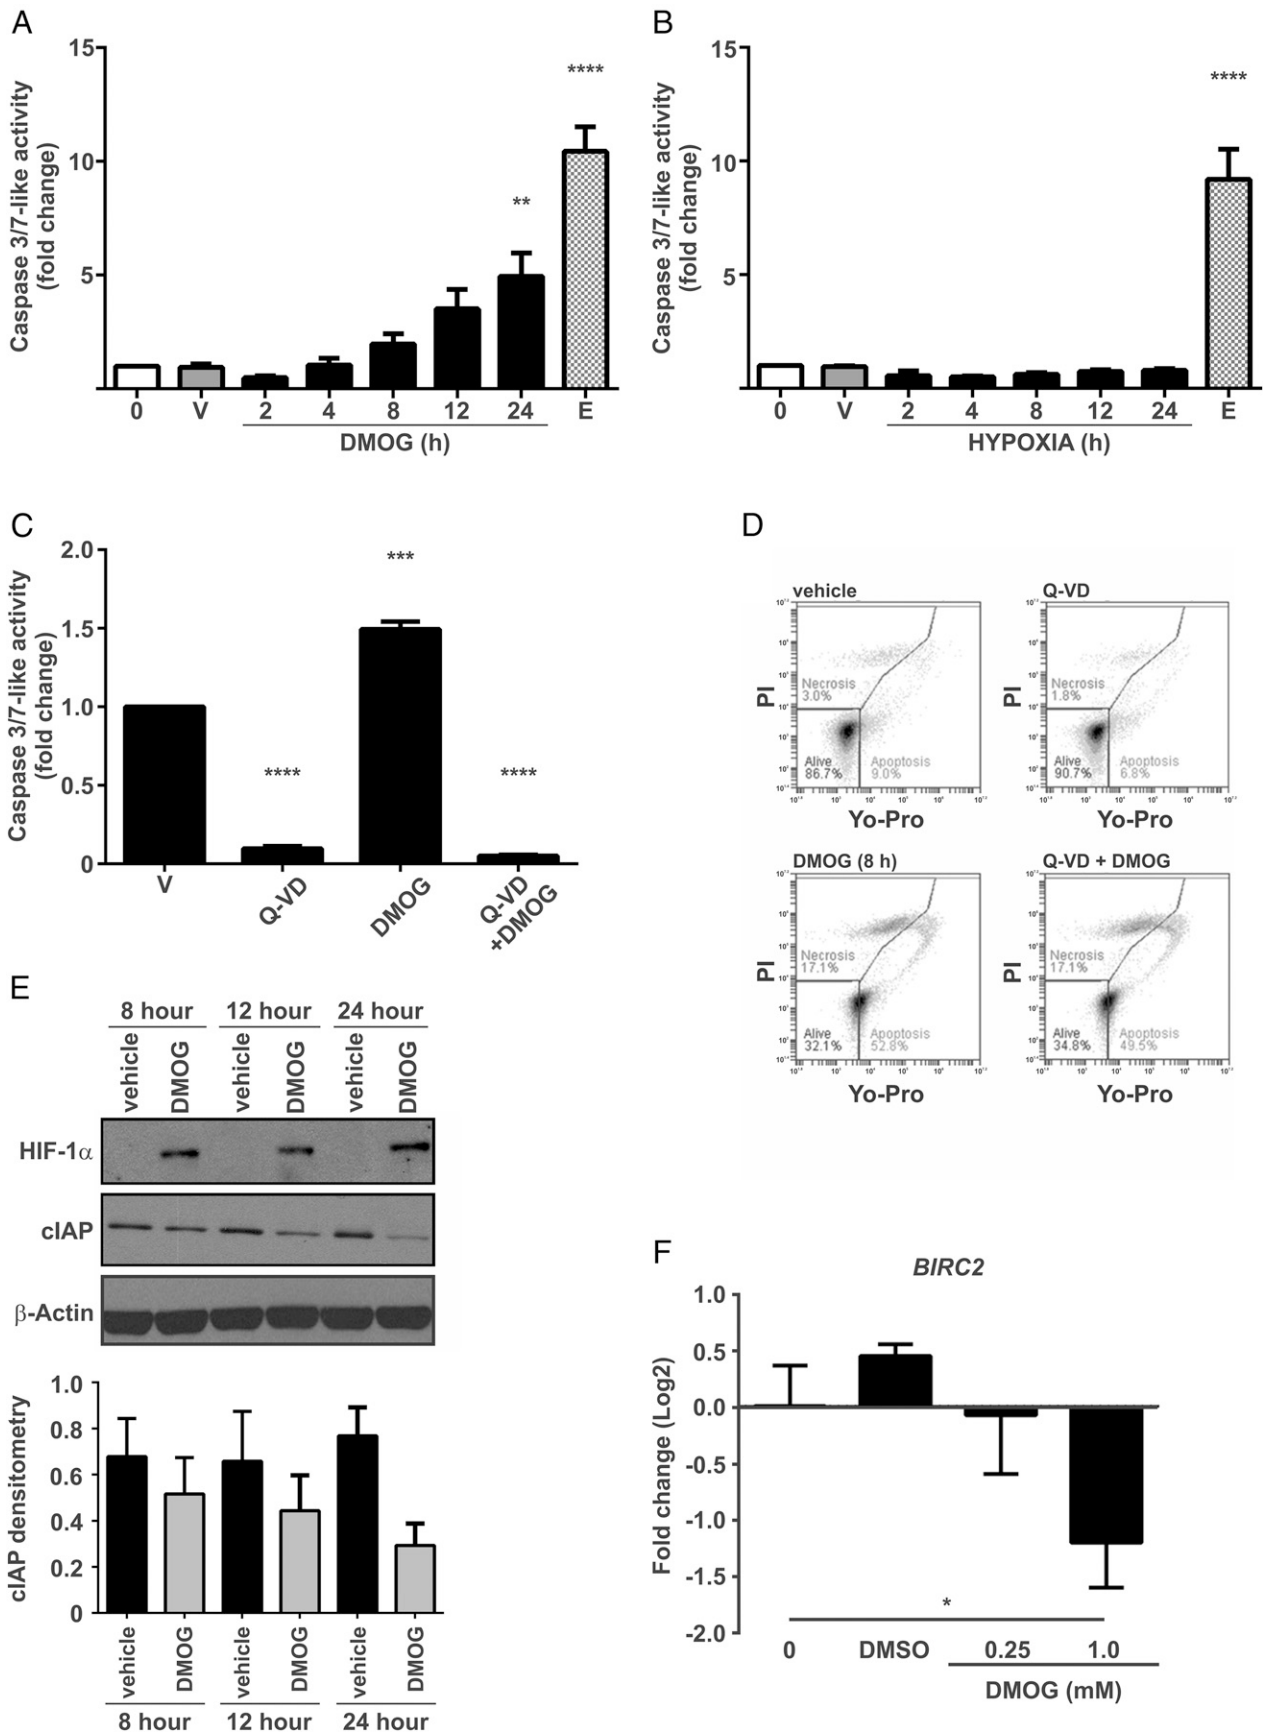 A
Caspase 3/7-like activity
(fold change)
15
10
5
****
**
0 V 2 4 8 12 24 E
DMOG (h)
B
Caspase 3/7-like activity
(fold change)
15
10
5
****
0 V 2 4 8 12 24 E
HYPOXIA (h)
C
Caspase 3/7-like activity
(fold change)
2.0
1.5
1.0
0.5
0
****
***
****
V
Q-VD
DMOG
Q-VD
+DMOG
D
vehicle
PI
Necrosis
3.0%
Alive
86.7%
Apoptosis
9.0%
Yo-Pro
Q-VD
PI
Necrosis
1.8%
Alive
90.7%
Apoptosis
6.8%
Yo-Pro
DMOG (8 h)
PI
Necrosis
17.1%
Alive
32.1%
Apoptosis
52.8%
Yo-Pro
Q-VD + DMOG
PI
Necrosis
17.1%
Alive
34.8%
Apoptosis
49.5%
Yo-Pro
E
8 hour 12 hour 24 hour
vehicle DMOG vehicle DMOG vehicle DMOG
HIF-1α
cIAP
β-Actin
cIAP densitometry
1.0
0.8
0.6
0.4
0.2
0
vehicle DMOG vehicle DMOG vehicle DMOG
8 hour 12 hour 24 hour
F
BIRC2
Fold change (Log2)
1.0
0.5
0.0
-0.5
-1.0
-1.5
-2.0
*
0 DMSO 0.25 1.0
DMOG (mM)